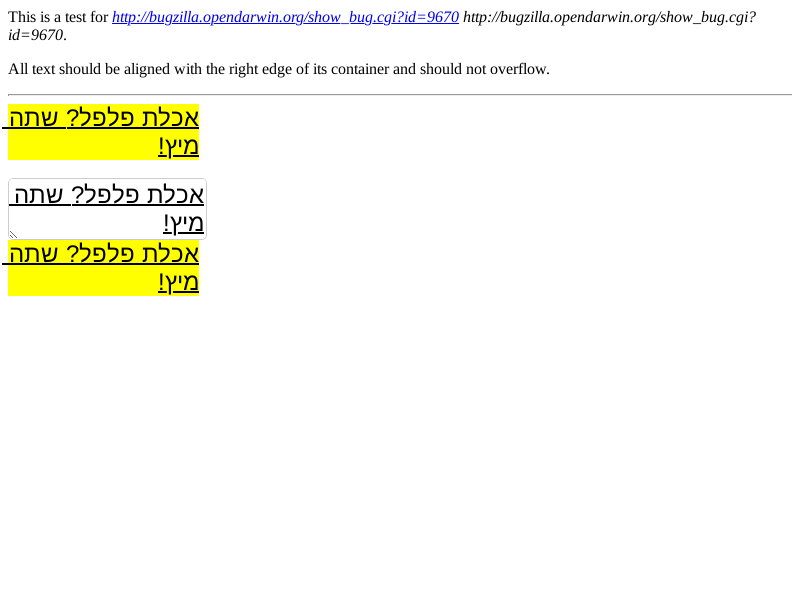 This is a test for http://bugzilla.opendarwin.org/show_bug.cgi?id=9670 http://bugzilla.opendarwin.org/show_bug.cgi?
id=9670.
All text should be aligned with the right edge of its container and should not overflow.
אכלת פלפל? שתה
מיץ!
אכלת פלפל? שתה
מיץ!
אכלת פלפל? שתה
מיץ!